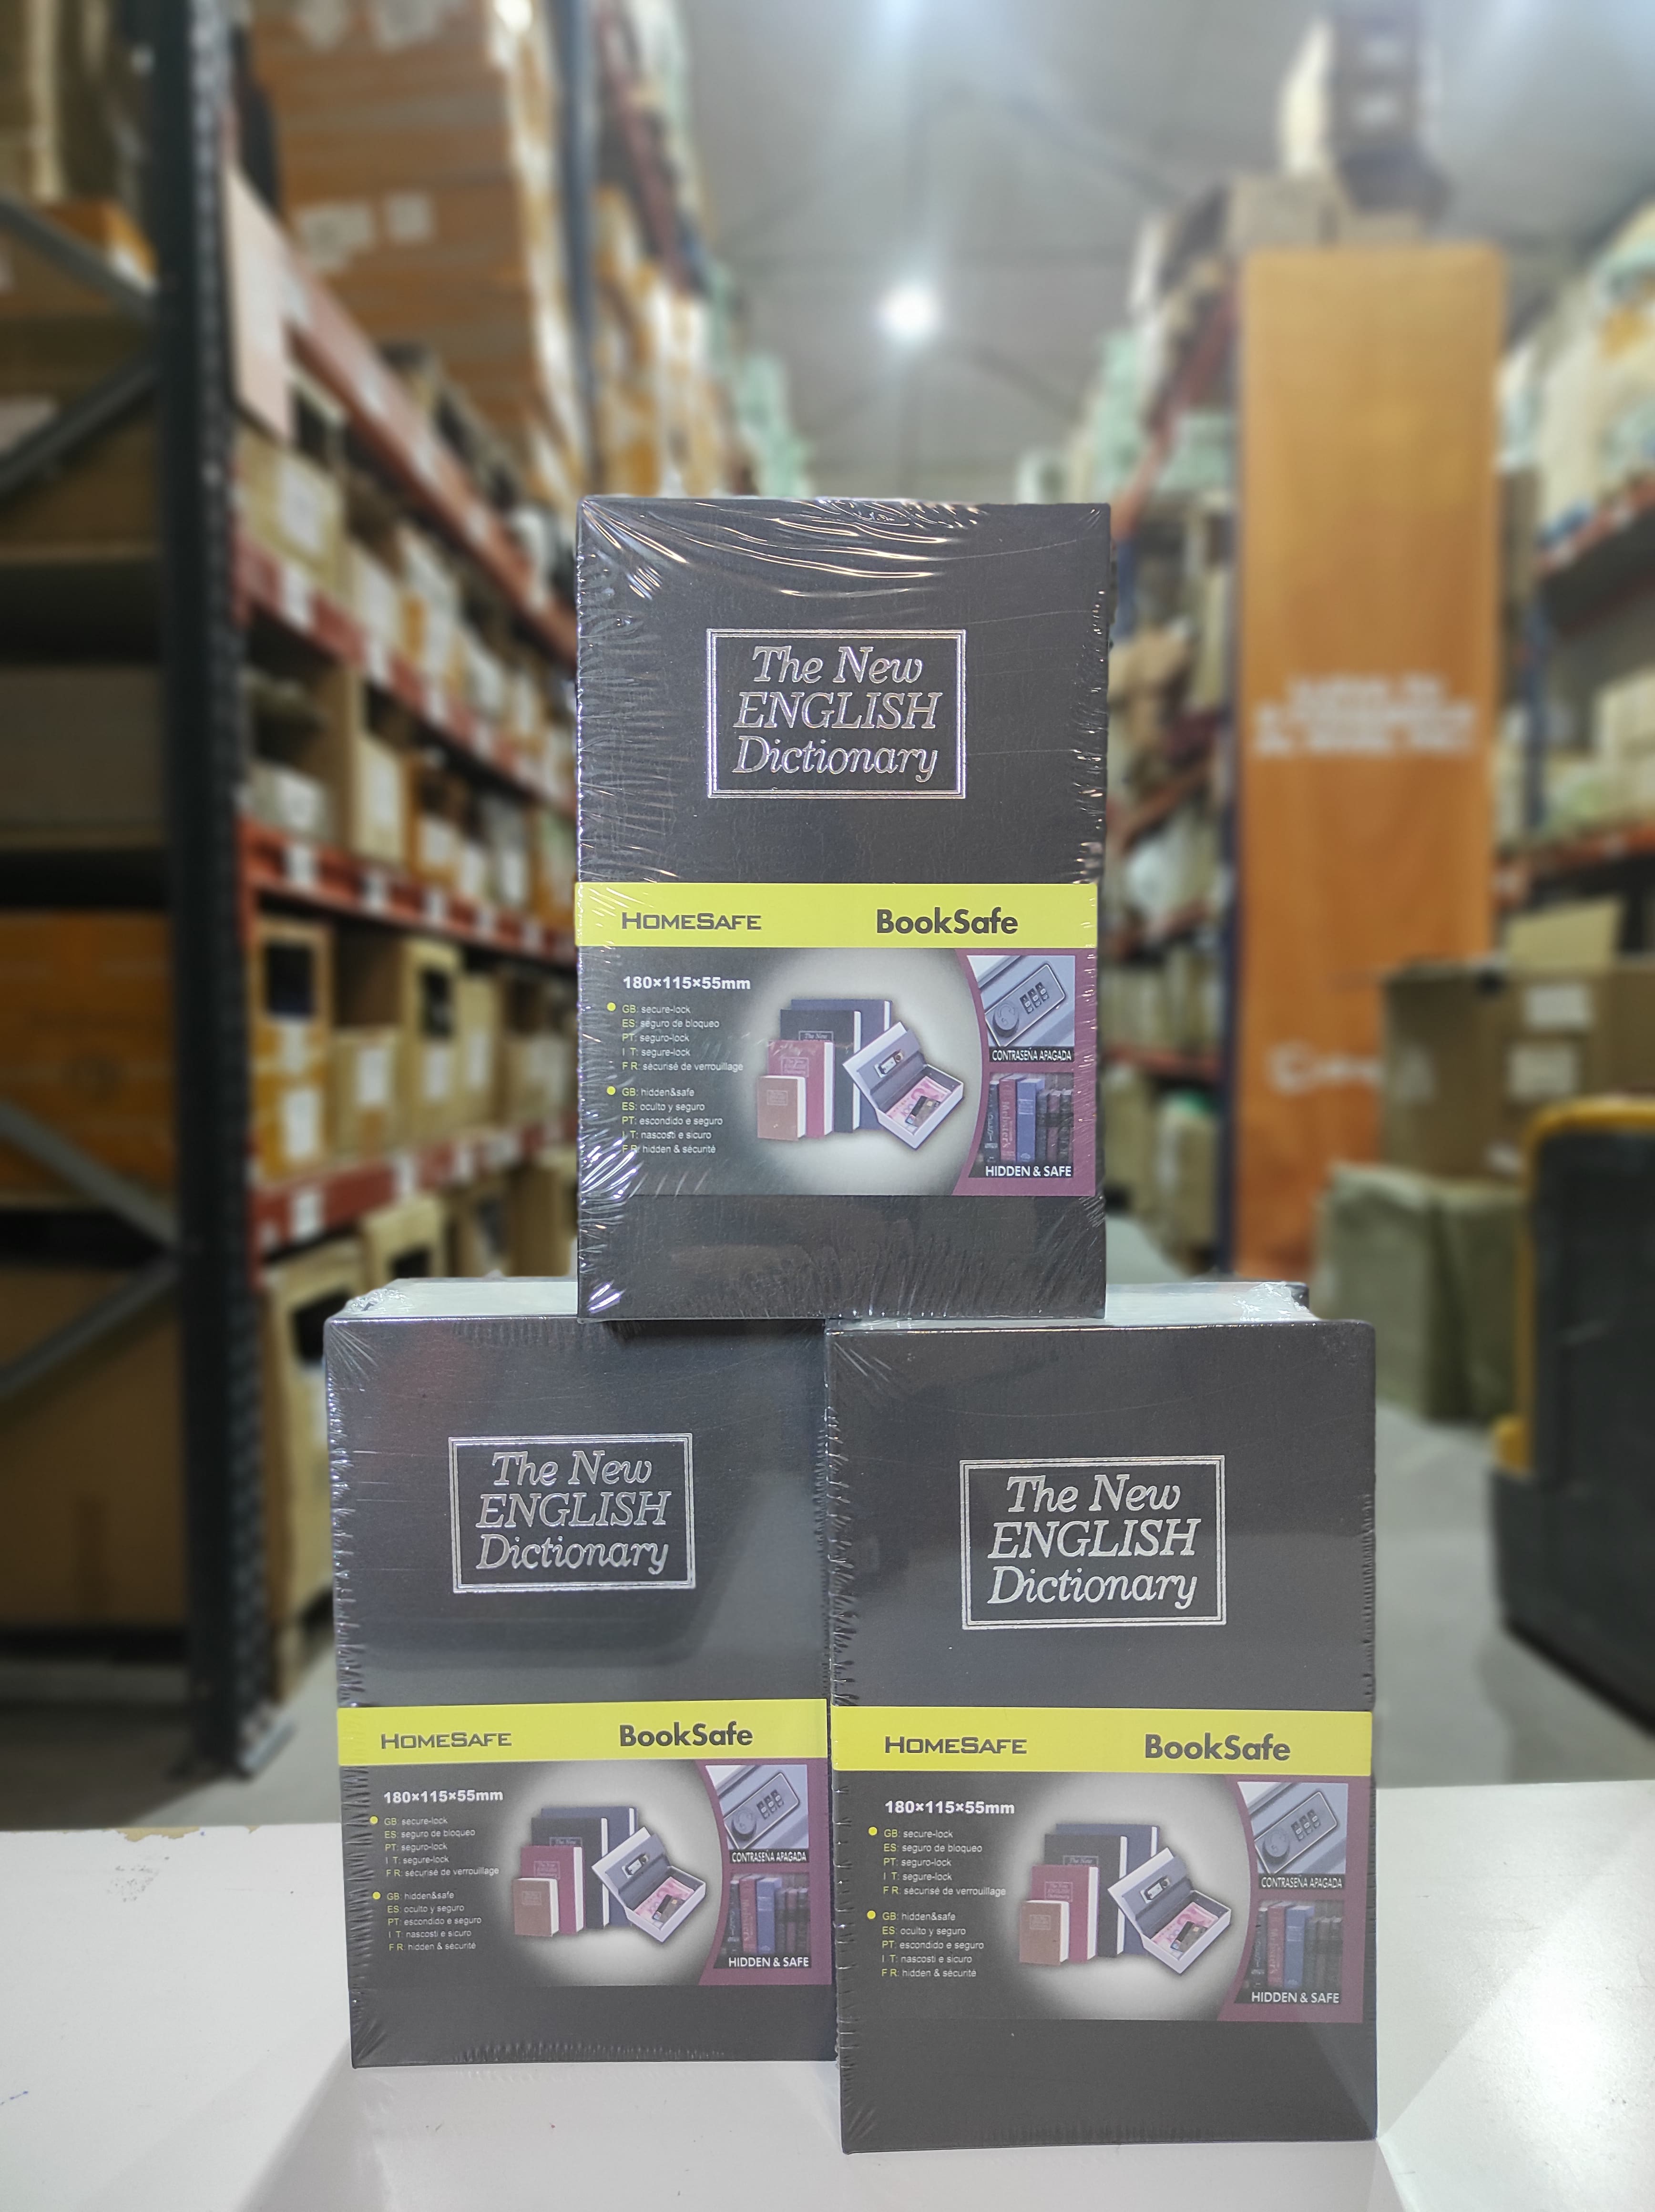 The New
ENGLISH
Dictionary
HOMESAFE BookSafe
180×115×55mm
GB: secure-lock
ES: seguro de bloqueo
PT: seguro-lock
I T: segure-lock
F R: sécurisé de verrouillage
GB: hidden&safe
ES: oculto y seguro
PT: escondido e seguro
I T: nascosti e sicuro
F R: hidden & sécurité
CONTRASEÑA APAGADA
HIDDEN & SAFE
The New
ENGLISH
Dictionary
HOMESAFE BookSafe
180×115×55mm
GB: secure-lock
ES: seguro de bloqueo
PT: seguro-lock
I T: segure-lock
F R: sécurisé de verrouillage
GB: hidden&safe
ES: oculto y seguro
PT: escondido e seguro
I T: nascosti e sicuro
F R: hidden & sécurité
CONTRASEÑA APAGADA
HIDDEN & SAFE
The New
ENGLISH
Dictionary
HOMESAFE BookSafe
180×115×55mm
GB: secure-lock
ES: seguro de bloqueo
PT: seguro-lock
I T: segure-lock
F R: sécurisé de verrouillage
GB: hidden&safe
ES: oculto y seguro
PT: escondido e seguro
I T: nascosti e sicuro
F R: hidden & sécurité
CONTRASEÑA APAGADA
HIDDEN & SAFE